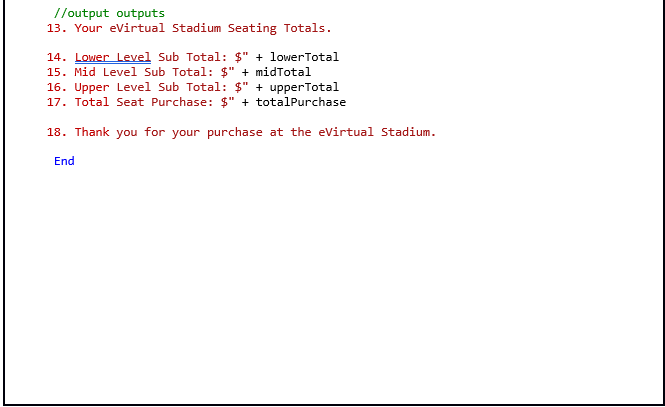 //output outputs
13. Your eVirtual Stadium Seating Totals.
14. Lower Level Sub Total: $" + lowerTotal
15. Mid Level Sub Total: $" + midTotal
16. Upper Level Sub Total: $" + upperTotal
17. Total Seat Purchase: $" + totalPurchase
18. Thank you for your purchase at the eVirtual Stadium.
End